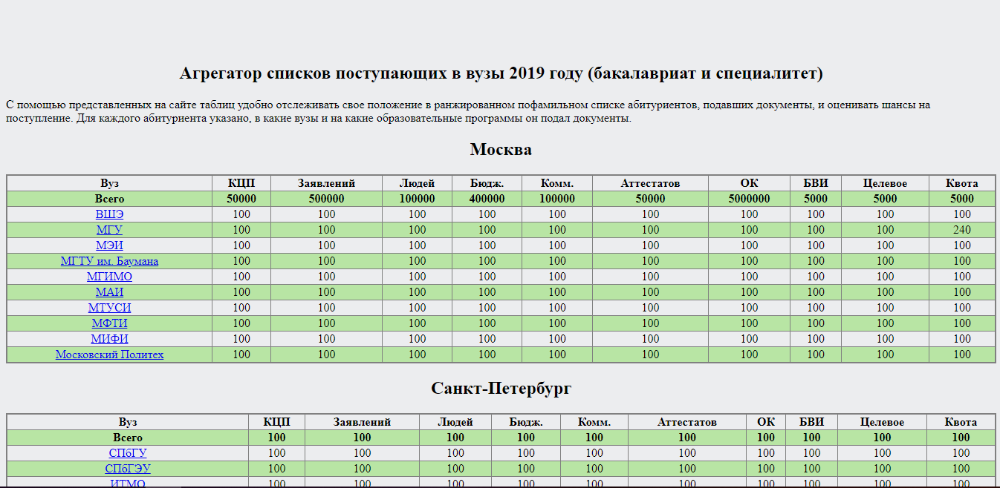 Агрегатор списков поступающих в вузы 2019 году (бакалавриат и специалитет)
С помощью представленных на сайте таблиц удобно отслеживать свое положение в ранжированном пофамильном списке абитуриентов, подавших документы, и оценивать шансы на
поступление. Для каждого абитуриента указано, в какие вузы и на какие образовательные программы он подал документы.
Москва
Вуз КЦП Заявлений Людей Бюдж. Комм. Аттестатов ОК БВИ Целевое Квота
Всего 50000 500000 100000 400000 100000 50000 5000000 5000 5000 5000
ВШЭ 100 100 100 100 100 100 100 100 100 100
МГУ 100 100 100 100 100 100 100 100 100 240
МЭИ 100 100 100 100 100 100 100 100 100 100
МГТУ им. Баумана 100 100 100 100 100 100 100 100 100 100
МГИМО 100 100 100 100 100 100 100 100 100 100
МАИ 100 100 100 100 100 100 100 100 100 100
МТУСИ 100 100 100 100 100 100 100 100 100 100
МФТИ 100 100 100 100 100 100 100 100 100 100
МИФИ 100 100 100 100 100 100 100 100 100 100
Московский Политех 100 100 100 100 100 100 100 100 100 100
Санкт-Петербург
Вуз КЦП Заявлений Людей Бюдж. Комм. Аттестатов ОК БВИ Целевое Квота
Всего 100 100 100 100 100 100 100 100 100 100
СПбГУ 100 100 100 100 100 100 100 100 100 100
СПбГЭУ 100 100 100 100 100 100 100 100 100 100
ИТМО 100 100 100 100 100 100 100 100 100 100